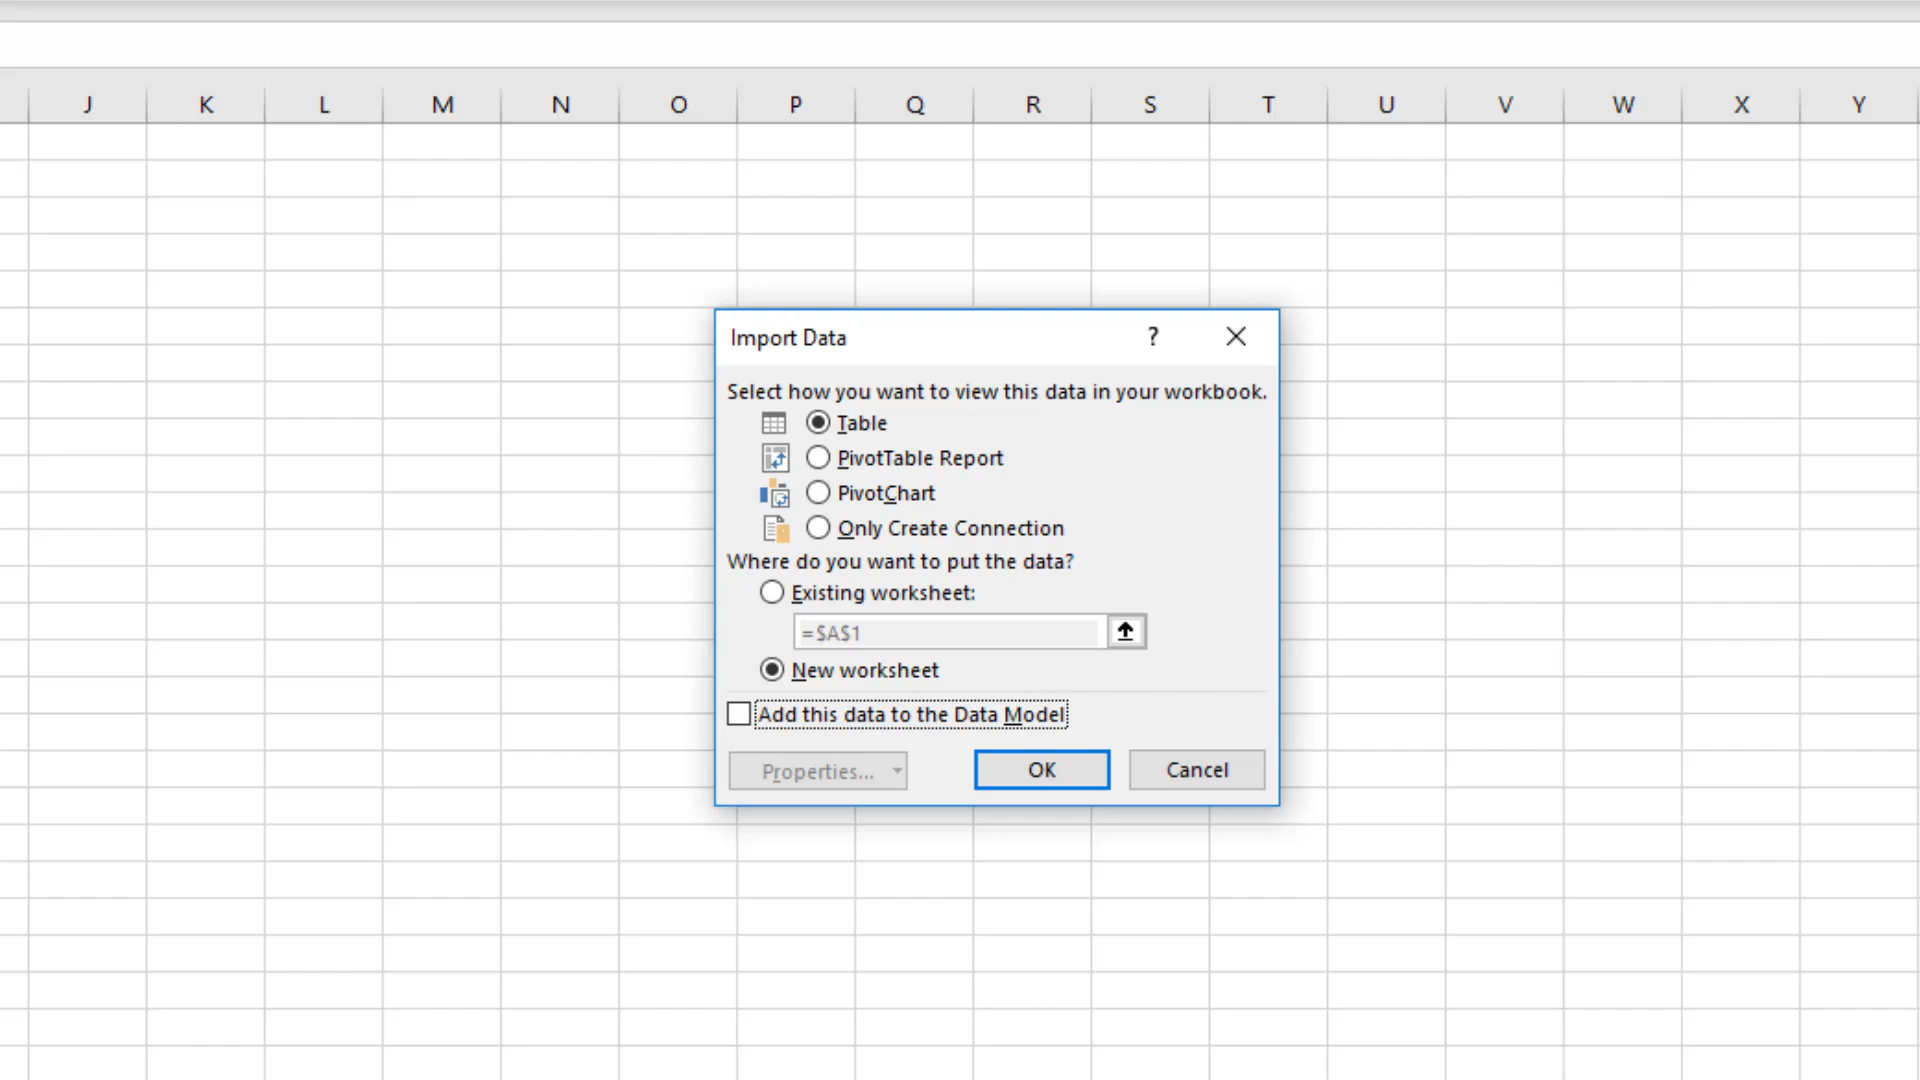 J K L M N O P Q R S T U V W X Y
Import Data ?
Select how you want to view this data in your workbook.
Table
PivotTable Report
PivotChart
Only Create Connection
Where do you want to put the data?
Existing worksheet:
=$A$1
New worksheet
Add this data to the Data Model
Properties... OK Cancel